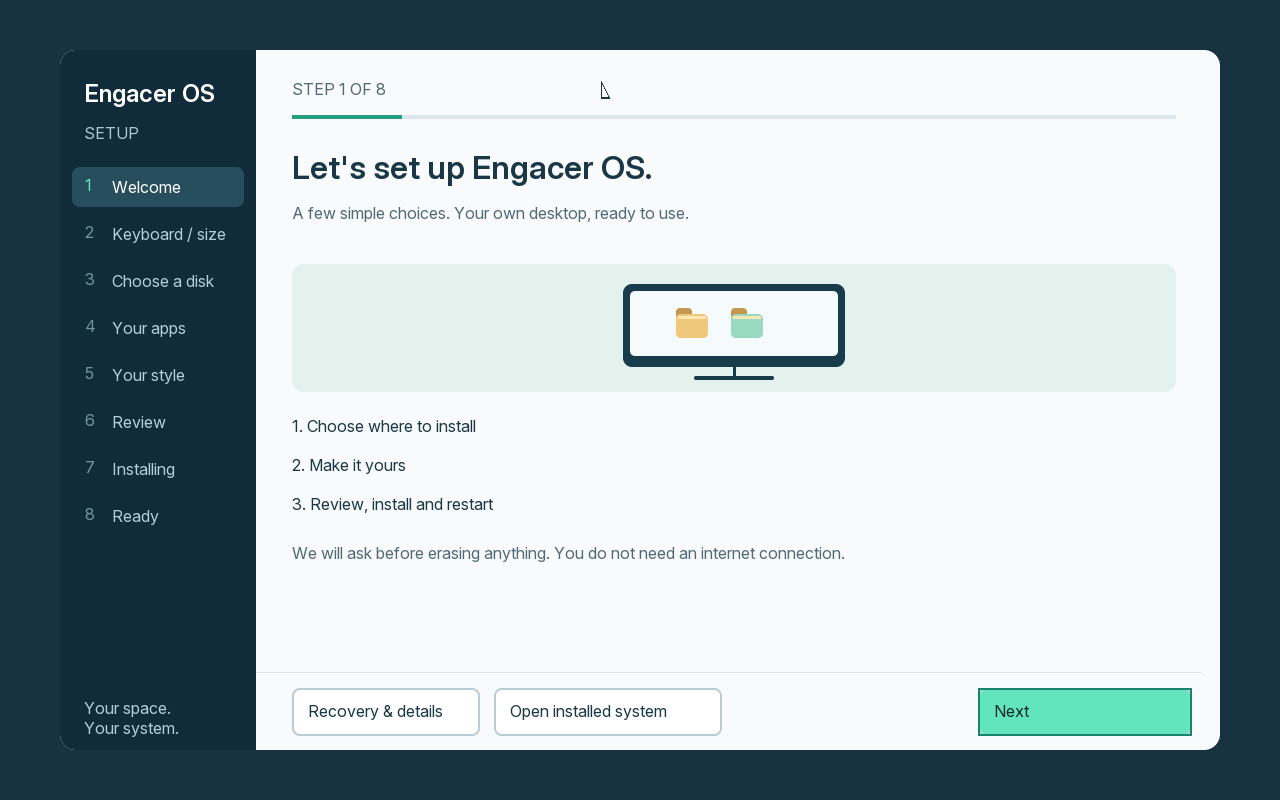 Engacer OS
SETUP
1 Welcome
2 Keyboard / size
3 Choose a disk
4 Your apps
5 Your style
6 Review
7 Installing
8 Ready
Your space.
Your system.
STEP 1 OF 8
Let's set up Engacer OS.
A few simple choices. Your own desktop, ready to use.
1. Choose where to install
2. Make it yours
3. Review, install and restart
We will ask before erasing anything. You do not need an internet connection.
Recovery & details
Open installed system
Next